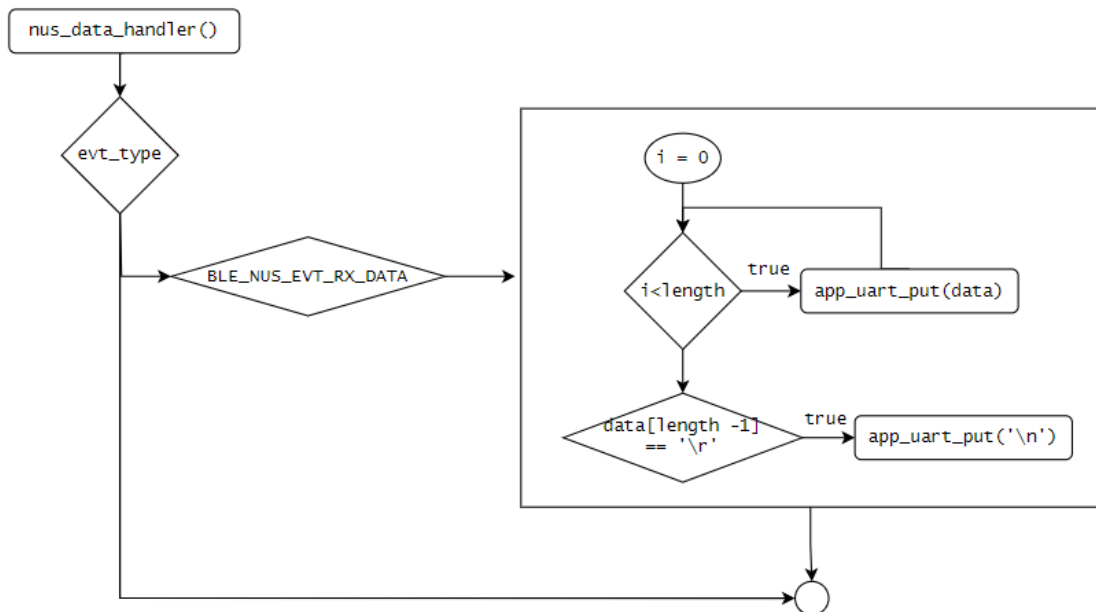 nus_data_handler()
evt_type
BLE_NUS_EVT_RX_DATA
i = 0
i<length
true
app_uart_put(data)
data[length -1]
== '\r'
true
app_uart_put('\n')